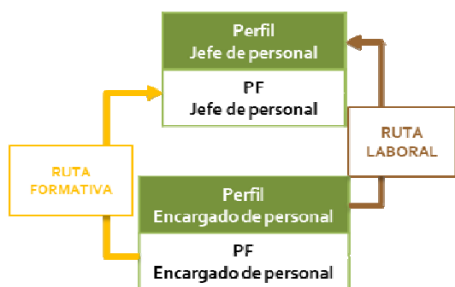 Perfil
Jefe de personal
PF
Jefe de personal
RUTA
LABORAL
RUTA
FORMATIVA
Perfil
Encargado de personal
PF
Encargado de personal